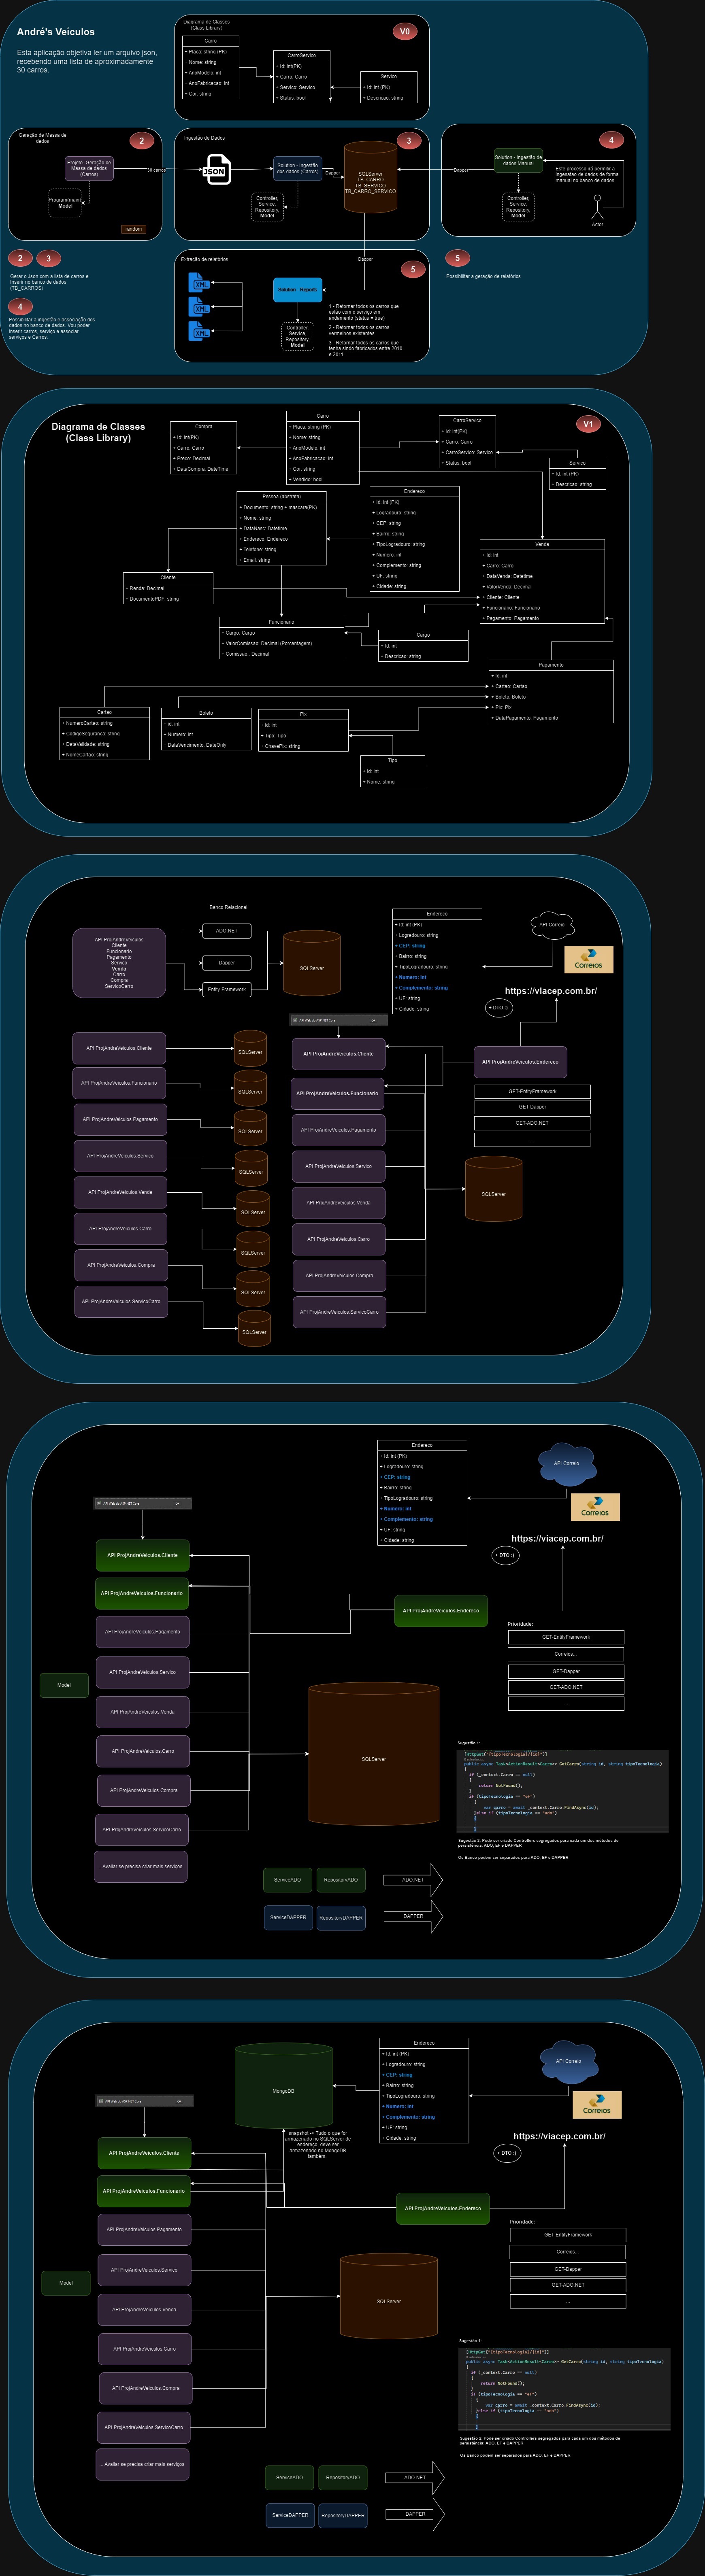 André's Veiculos
Esta aplicação objetiva ler um arquivo json,
recebendo uma lista de aproximadamente
30 carros.
Diagrama de Classes
(Class Library)
V0
Carro
+ Placa: string (PK)
+ Nome: string
+ AnoModelo: int
+ AnoFabricacao: int
+ Cor: string
CarroServico
+ Id: int(PK)
+ Carro: Carro
+ Servico: Servico
+ Status: bool
Servico
+ Id: int (PK)
+ Descricao: string
Geração de Massa de
dados
2
Projeto- Geração de
Massa de dados
(Carros)
30 carros
Program(main)
Model
random
Ingestão de Dados
3
JSON
Solution - Ingestão
dos dados (Carros)
Dapper
Controller,
Service,
Repository,
Model
SQLServer
TB_CARRO
TB_SERVICO
TB_CARRO_SERVICO
Dapper
4
Solution - Ingestão de
dados Manual
Controller,
Service,
Repository,
Model
Este processo irá permitir a
ingesatao de dados de forma
manual no banco de dados
Actor
2
3
Gerar o Json com a lista de carros e
Inserir no banco de dados
(TB_CARROS)
4
Possibilitar a ingestão e associação dos
dados no banco de dados. Vou poder
inserir carros, serviço e associar
serviços a Carros.
Dapper
Extração de relatórios
5
XML
XML
XML
Solution - Reports
Controller,
Service,
Repository,
Model
1 - Retornar todos os carros que
estão com o serviço em
andamento (status = true)
2 - Retornar todos os carros
vermelhos existentes.
3 - Retornar todos os carros que
tenha sindo fabricados entre 2010
e 2011.
5
Possibilitar a geração de relatórios
Diagrama de Classes
(Class Library)
V1
Compra
+ Id: int(PK)
+ Carro: Carro
+ Preco: Decimal
+ DataCompra: DateTime
Carro
+ Placa: string (PK)
+ Nome: string
+ AnoModelo: int
+ AnoFabricacao: int
+ Cor: string
+ Vendido: bool
CarroServico
+ Id: int(PK)
+ Carro: Carro
+ CarroServico: Servico
+ Status: bool
Servico
+ Id: int (PK)
+ Descricao: string
Pessoa (abstrata)
+ Documento: string + mascara(PK)
+ Nome: string
+ DataNasc: Datetime
+ Endereco: Endereco
+ Telefone: string
+ Email: string
Endereco
+ Id: int (PK)
+ Logradouro: string
+ CEP: string
+ Bairro: string
+ TipoLogradouro: string
+ Numero: int
+ Complemento: string
+ UF: string
+ Cidade: string
Venda
+ Id: int
+ Carro: Carro
+ DataVenda: Datetime
+ ValorVenda: Decimal
+ Cliente: Cliente
+ Funcionario: Funcionario
+ Pagamento: Pagamento
Cliente
+ Renda: Decimal
+ DocumentoPDF: string
Funcionario
+ Cargo: Cargo
+ ValorComissao: Decimal (Porcentagem)
+ Comissao:: Decimal
Cargo
+ Id: int
+ Descricao: string
Pagamento
+ Id: int
+ Cartao: Cartao
+ Boleto: Boleto
+ Pix: Pix
+ DataPagamento: Pagamento
Cartao
+ NumeroCartao: string
+ CodigoSeguranca: string
+ DataValidade: string
+ NomeCartao: string
Boleto
+ id: int
+ Numero: int
+ DataVencimento: DateOnly
Pix
+ Id: int
+ Tipo: Tipo
+ ChavePix: string
Tipo
+ Id: int
+ Nome: string
Banco Relacional
API ProjAndreVeiculos
Cliente
Funcionario
Pagamento
Servico
Venda
Carro
Compra
ServicoCarro
ADO.NET
Dapper
Entity Framework
SQLServer
Endereco
+ Id: int (PK)
+ Logradouro: string
+ CEP: string
+ Bairro: string
+ TipoLogradouro: string
+ Numero: int
+ Complemento: string
+ UF: string
+ Cidade: string
API Correio
Correios
https://viacep.com.br/
+ DTO :)
API Web do ASP.NET Core C#
API ProjAndreVeiculos.Cliente
SQLServer
API ProjAndreVeiculos.Funcionario
SQLServer
API ProjAndreVeiculos.Pagamento
SQLServer
API ProjAndreVeiculos.Servico
SQLServer
API ProjAndreVeiculos.Venda
SQLServer
API ProjAndreVeiculos.Carro
SQLServer
API ProjAndreVeiculos.Compra
SQLServer
API ProjAndreVeiculos.ServicoCarro
SQLServer
API ProjAndreVeiculos.Cliente
API ProjAndreVeiculos.Funcionario
API ProjAndreVeiculos.Pagamento
API ProjAndreVeiculos.Servico
API ProjAndreVeiculos.Venda
API ProjAndreVeiculos.Carro
API ProjAndreVeiculos.Compra
API ProjAndreVeiculos.ServicoCarro
API ProjAndreVeiculos.Endereco
GET-EntityFramework
GET-Dappel
GET-ADO.NET
...
SQLServer
Endereco
+ Id: int (PK)
+ Logradouro: string
+ CEP: string
+ Bairro: string
+ TipoLogradouro: string
+ Numero: int
+ Complemento: string
+ UF: string
+ Cidade: string
API Correio
Correios
https://viacep.com.br/
+ DTO :)
API Web do ASP.NET Core C#
API ProjAndreVeiculos.Cliente
API ProjAndreVeiculos.Funcionario
API ProjAndreVeiculos.Pagamento
API ProjAndreVeiculos.Servico
API ProjAndreVeiculos.Venda
API ProjAndreVeiculos.Carro
API ProjAndreVeiculos.Compra
API ProjAndreVeiculos.ServicoCarro
... Avaliar se precisa criar mais serviços
Model
API ProjAndreVeiculos.Endereco
Prioridade:
GET-EntityFramework
Correios...
GET-Dapper
GET-ADO.NET
...
SQLServer
Sugestão 1:
[HttpGet("{tipoTecnologia}/{id}")]
public async Task<ActionResult<Carro>> GetCarro(string id, string tipoTecnologia)
{
if (_context.Carro == null)
{
return NotFound();
}
if (tipoTecnologia == "ef")
{
var carro = await _context.Carro.FindAsync(id);
}else if (tipoTecnologia == "ado")
{
}
Sugestão 2: Pode ser criado Controllers segregados para cada um dos métodos de
persistência: ADO, EF e DAPPER
Os Banco podem ser separados para ADO, EF e DAPPER
ServiceADO
RepositoryADO
ADO.NET
ServiceDAPPER
RepositoryDAPPER
DAPPER
MongoDB
snapshot -> Tudo o que for
armazenado no SQLServer de
endereço, deve ser
armazenado no MongoDB
também.
Endereco
+ Id: int (PK)
+ Logradouro: string
+ CEP: string
+ Bairro: string
+ TipoLogradouro: string
+ Numero: int
+ Complemento: string
+ UF: string
+ Cidade: string
API Correio
Correios
https://viacep.com.br/
+ DTO :)
API Web do ASP.NET Core C#
API ProjAndreVeiculos.Cliente
API ProjAndreVeiculos.Funcionario
API ProjAndreVeiculos.Pagamento
API ProjAndreVeiculos.Servico
API ProjAndreVeiculos.Venda
API ProjAndreVeiculos.Carro
API ProjAndreVeiculos.Compra
API ProjAndreVeiculos.ServicoCarro
... Avaliar se precisa criar mais serviços
Model
API ProjAndreVeiculos.Endereco
Prioridade:
GET-EntityFramework
Correios...
GET-Dapper
GET-ADO.NET
...
SQLServer
Sugestão 1:
[HttpGet("{tipoTecnologia}/{id}")]
public async Task<ActionResult<Carro>> GetCarro(string id, string tipoTecnologia)
{
if (_context.Carro == null)
{
return NotFound();
}
if (tipoTecnologia == "ef")
{
var carro = await _context.Carro.FindAsync(id);
}else if (tipoTecnologia == "ado")
{
}
Sugestão 2: Pode ser criado Controllers segregados para cada um dos métodos de
persistência: ADO, EF e DAPPER
Os Banco podem ser separados para ADO, EF e DAPPER
ServiceADO
RepositoryADO
ADO.NET
ServiceDAPPER
RepositoryDAPPER
DAPPER